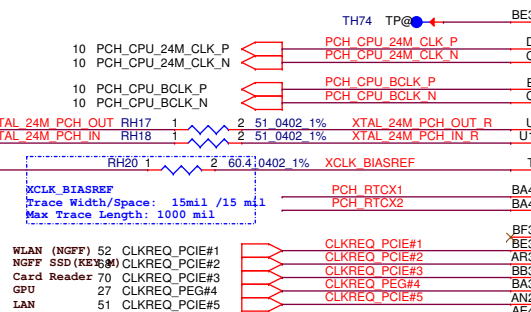 TH74 TP@ BE3
10 PCH_CPU_24M_CLK_P PCH_CPU_24M_CLK_P
10 PCH_CPU_24M_CLK_N PCH_CPU_24M_CLK_N
10 PCH_CPU_BCLK_P PCH_CPU_BCLK_P
10 PCH_CPU_BCLK_N PCH_CPU_BCLK_N
XTAL_24M_PCH_OUT RH17 1 2 51_0402_1% XTAL_24M_PCH_OUT_R U
XTAL_24M_PCH_IN RH18 1 2 51_0402_1% XTAL_24M_PCH_IN_R U1
RH20 1 2 60.4_0402_1% XCLK_BIASREF T
XCLK_BIASREF
Trace Width/Space: 15mil /15 mil
Max Trace Length: 1000 mil
PCH_RTCX1 BA4
PCH_RTCX2 BA4
BF3
WLAN (NGFF) 52 CLKREQ_PCIE#1 CLKREQ_PCIE#1 BE3
NGFF SSD(KEY M) CLKREQ_PCIE#2 CLKREQ_PCIE#2 AR3
Card Reader 70 CLKREQ_PCIE#3 CLKREQ_PCIE#3 BB3
GPU 27 CLKREQ_PEG#4 CLKREQ_PEG#4 BA3
LAN 51 CLKREQ_PCIE#5 CLKREQ_PCIE#5 AN3